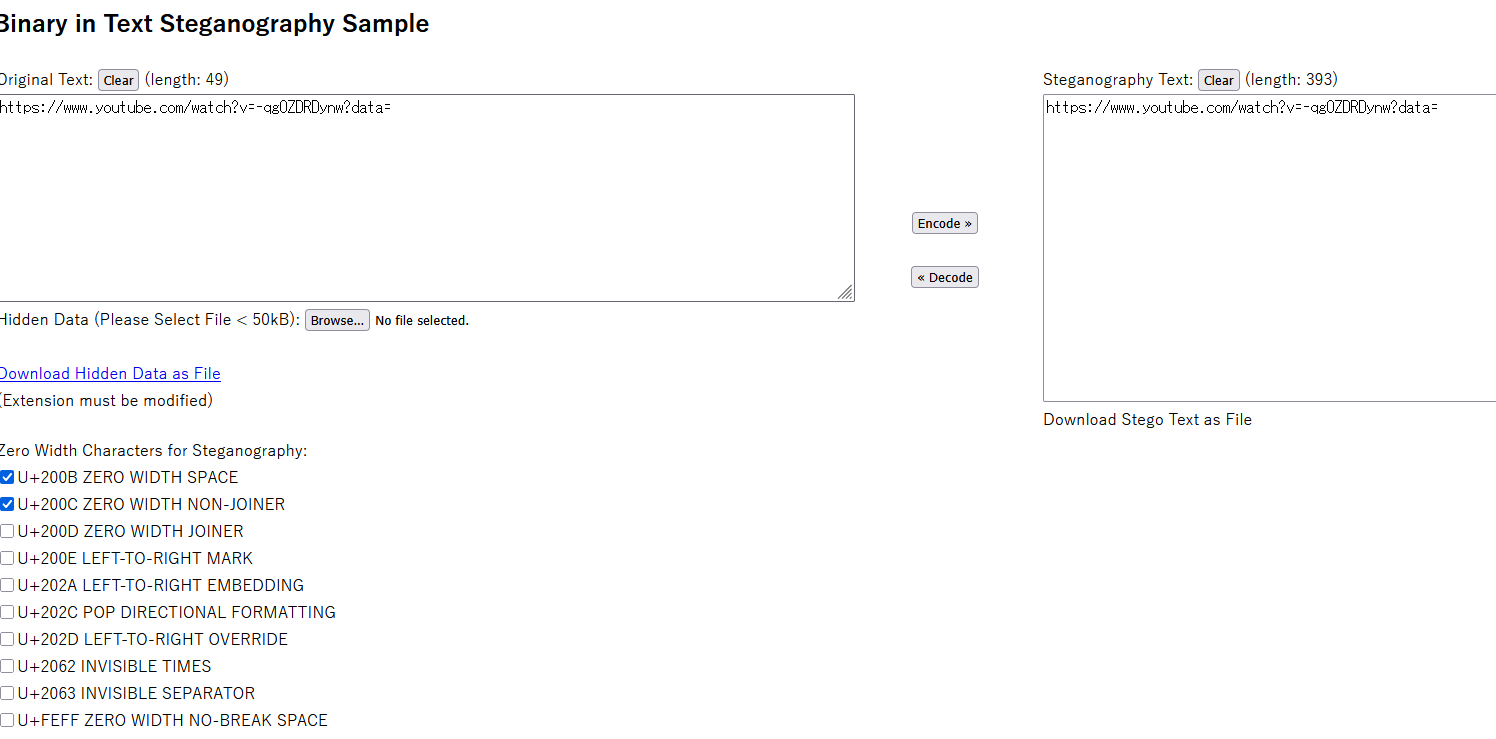 Binary in Text Steganography Sample
Original Text: Clear (length: 49)
https://www.youtube.com/watch?v=-qgOZDRDynw?data=
Hidden Data (Please Select File < 50kB): Browse... No file selected.
Download Hidden Data as File
(Extension must be modified)
Zero Width Characters for Steganography:
U+200B ZERO WIDTH SPACE
U+200C ZERO WIDTH NON-JOINER
U+200D ZERO WIDTH JOINER
U+200E LEFT-TO-RIGHT MARK
U+202A LEFT-TO-RIGHT EMBEDDING
U+202C POP DIRECTIONAL FORMATTING
U+202D LEFT-TO-RIGHT OVERRIDE
U+2062 INVISIBLE TIMES
U+2063 INVISIBLE SEPARATOR
U+FEFF ZERO WIDTH NO-BREAK SPACE
Encode »
« Decode
Steganography Text: Clear (length: 393)
https://www.youtube.com/watch?v=-qgOZDRDynw?data=
Download Stego Text as File